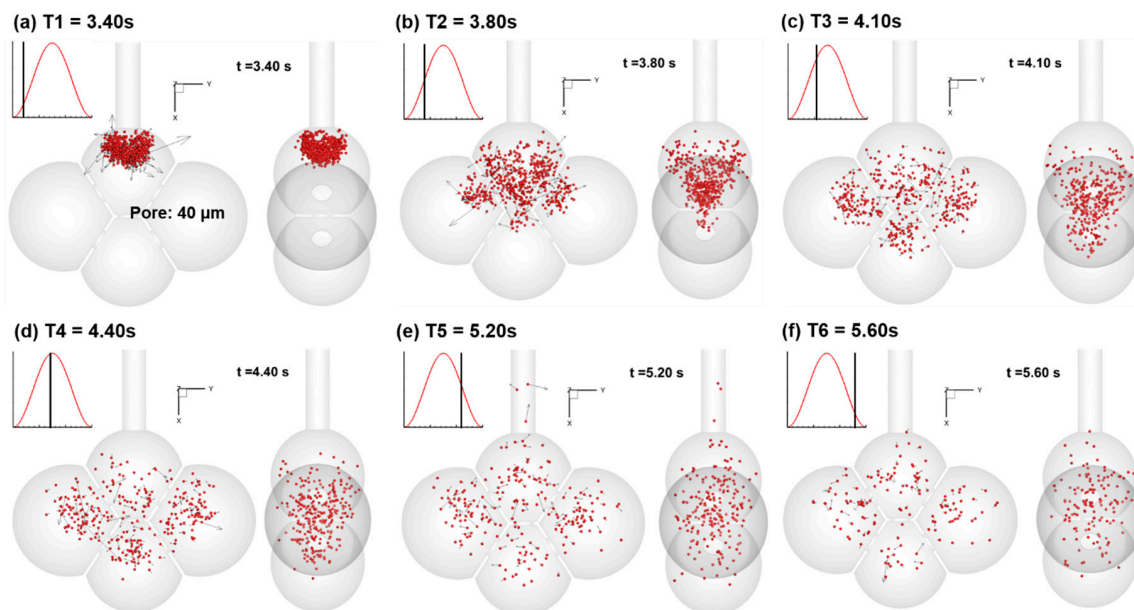 (a) T1 = 3.40s
t =3.40 s
Z Y
X
Pore: 40 µm
(b) T2 = 3.80s
t =3.80 s
Z Y
X
(c) T3 = 4.10s
t =4.10 s
Z Y
X
(d) T4 = 4.40s
t =4.40 s
Z Y
X
(e) T5 = 5.20s
t =5.20 s
Z Y
X
(f) T6 = 5.60s
t =5.60 s
Z Y
X